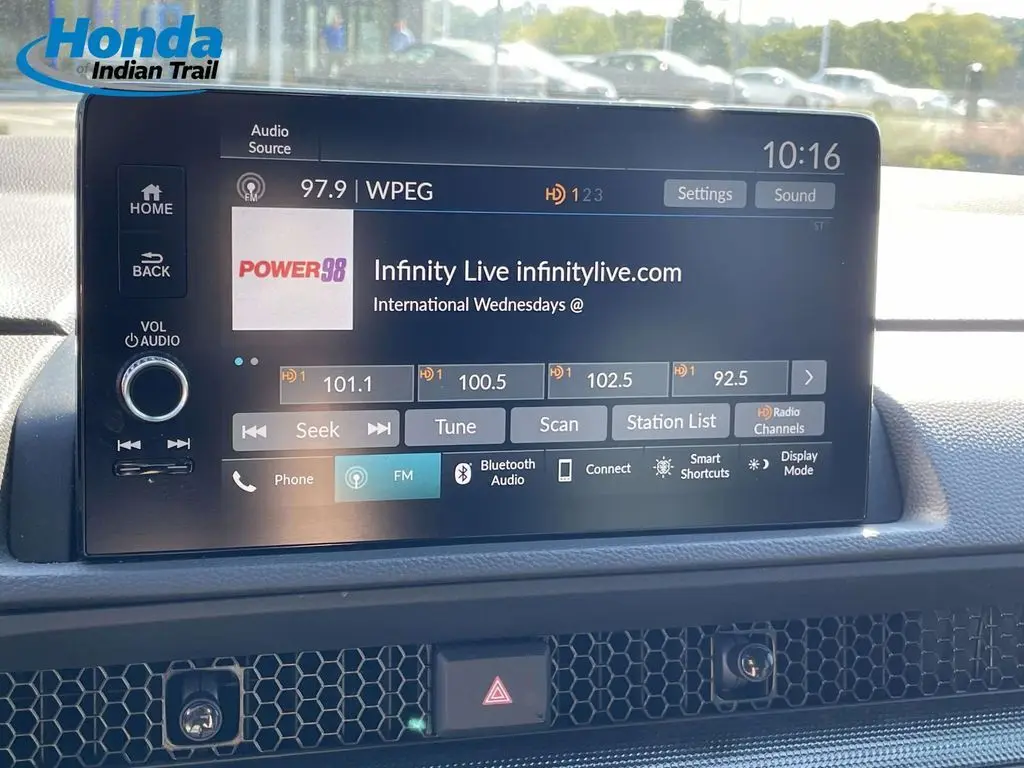 Honda
of Indian Trail
Audio
Source
10:16
HOME
BACK
VOL
AUDIO
FM
97.9 | WPEG
HD 1 2 3
Settings
Sound
ST
POWER 98
Infinity Live infinitylive.com
International Wednesdays @
HD 1 101.1
HD 1 100.5
HD 1 102.5
HD 1 92.5
Seek
Tune
Scan
Station List
HD Radio
Channels
Phone
FM
Bluetooth
Audio
Connect
Smart
Shortcuts
Display
Mode